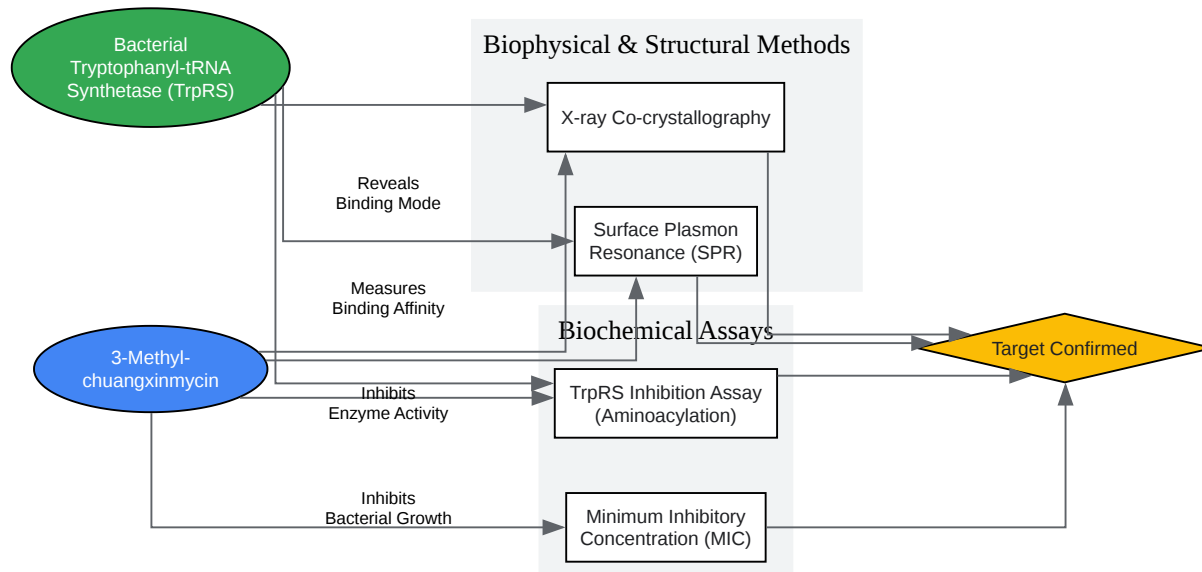 Bacterial
Tryptophanyl-tRNA
Synthetase (TrpRS)
Biophysical & Structural Methods
X-ray Co-crystallography
Reveals
Binding Mode
Surface Plasmon
Resonance (SPR)
Measures
Binding Affinity
Biochemical Assays
3-Methyl-
chuangxinmycin
Target Confirmed
TrpRS Inhibition Assay
(Aminoacylation)
Inhibits
Enzyme Activity
Inhibits
Bacterial Growth
Minimum Inhibitory
Concentration (MIC)